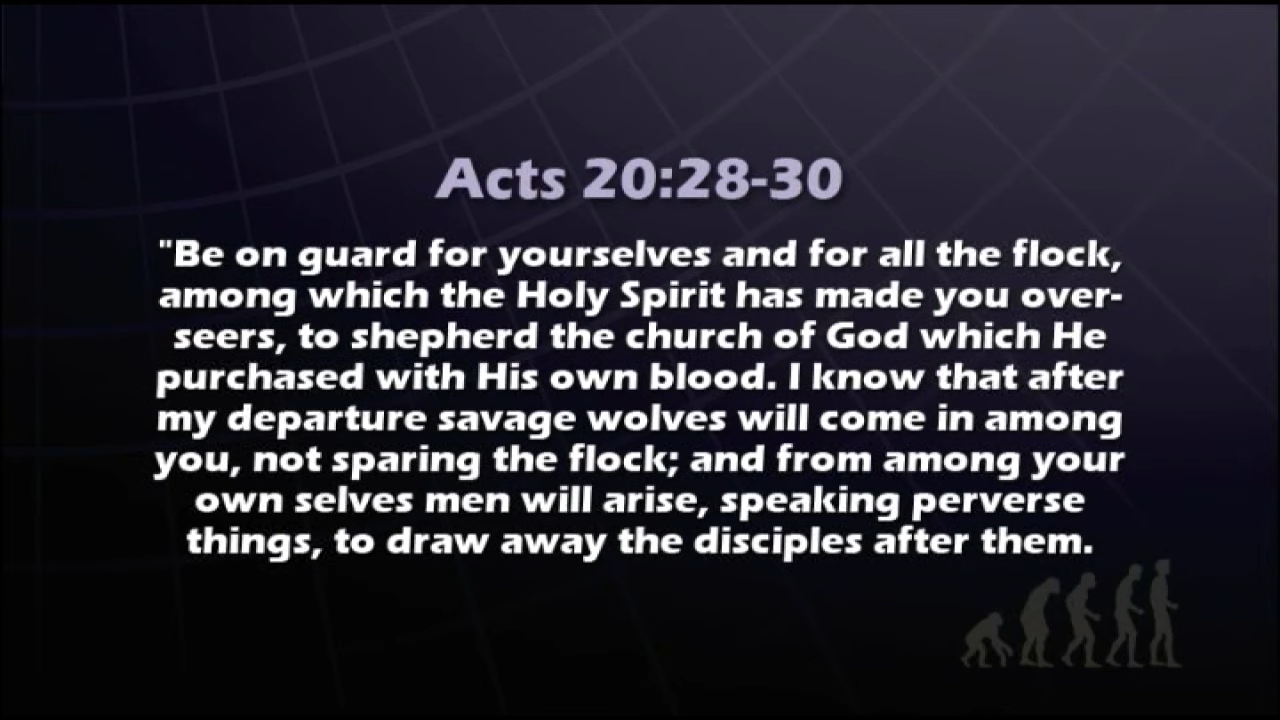 Acts 20:28-30
"Be on guard for yourselves and for all the flock,
among which the Holy Spirit has made you over-
seers, to shepherd the church of God which He
purchased with His own blood. I know that after
my departure savage wolves will come in among
you, not sparing the flock; and from among your
own selves men will arise, speaking perverse
things, to draw away the disciples after them.